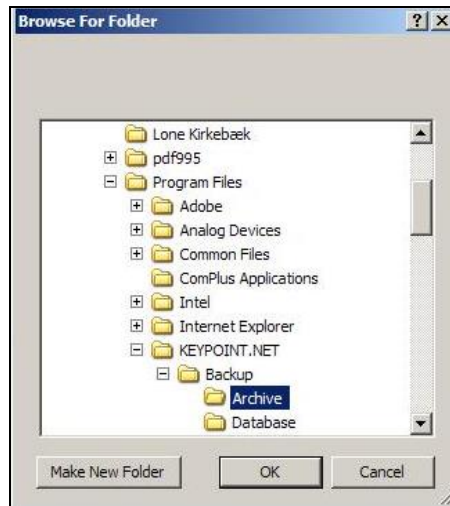 Browse For Folder
Lone Kirkebæk
pdf995
Program Files
Adobe
Analog Devices
Common Files
ComPlus Applications
Intel
Internet Explorer
KEYPOINT.NET
Backup
Archive
Database
Make New Folder OK Cancel